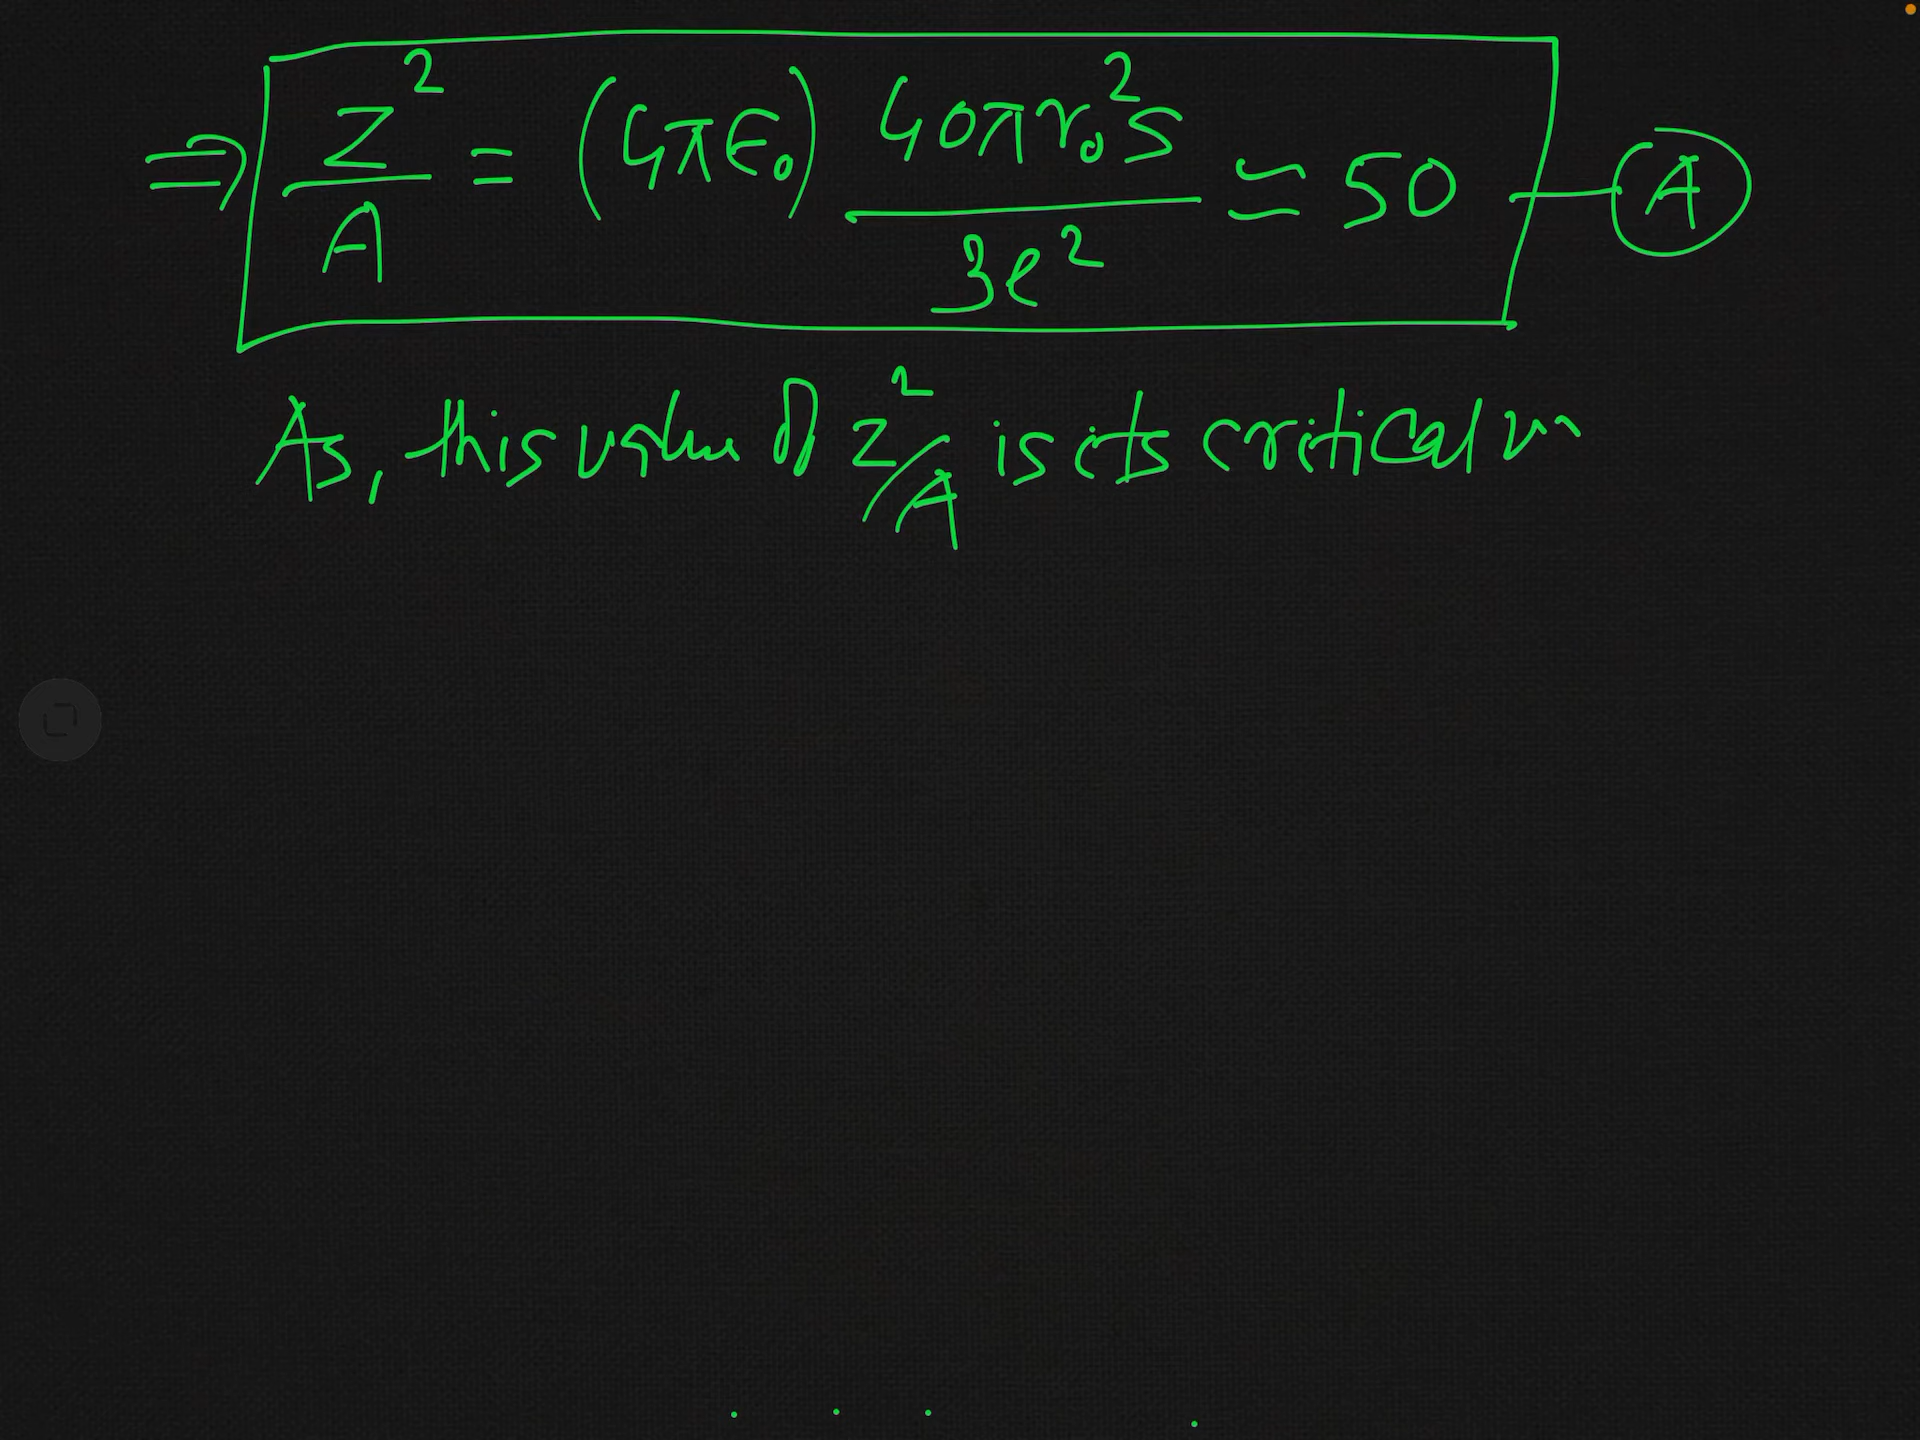 ⇒ Z²/A = (4πϵ₀) 40πr₀²S / 3e² ≃ 50 — A
As, this value of Z²/A is its critical